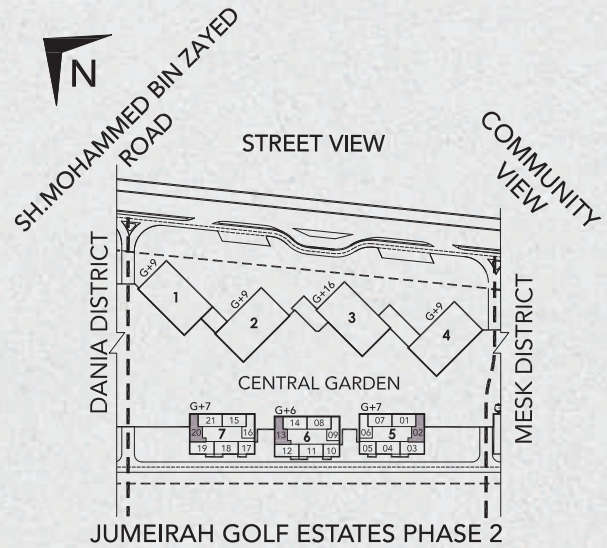 N
SH.MOHAMMED BIN ZAYED
ROAD
STREET VIEW
COMMUNITY
VIEW
DANIA DISTRICT
MESK DISTRICT
G+9
1
G+9
2
G+16
3
G+9
4
CENTRAL GARDEN
G+7
21 15
20 7 16
19 18 17
G+6
14 08
13 6 09
12 11 10
G+7
07 01
06 5 02
05 04 03
JUMEIRAH GOLF ESTATES PHASE 2